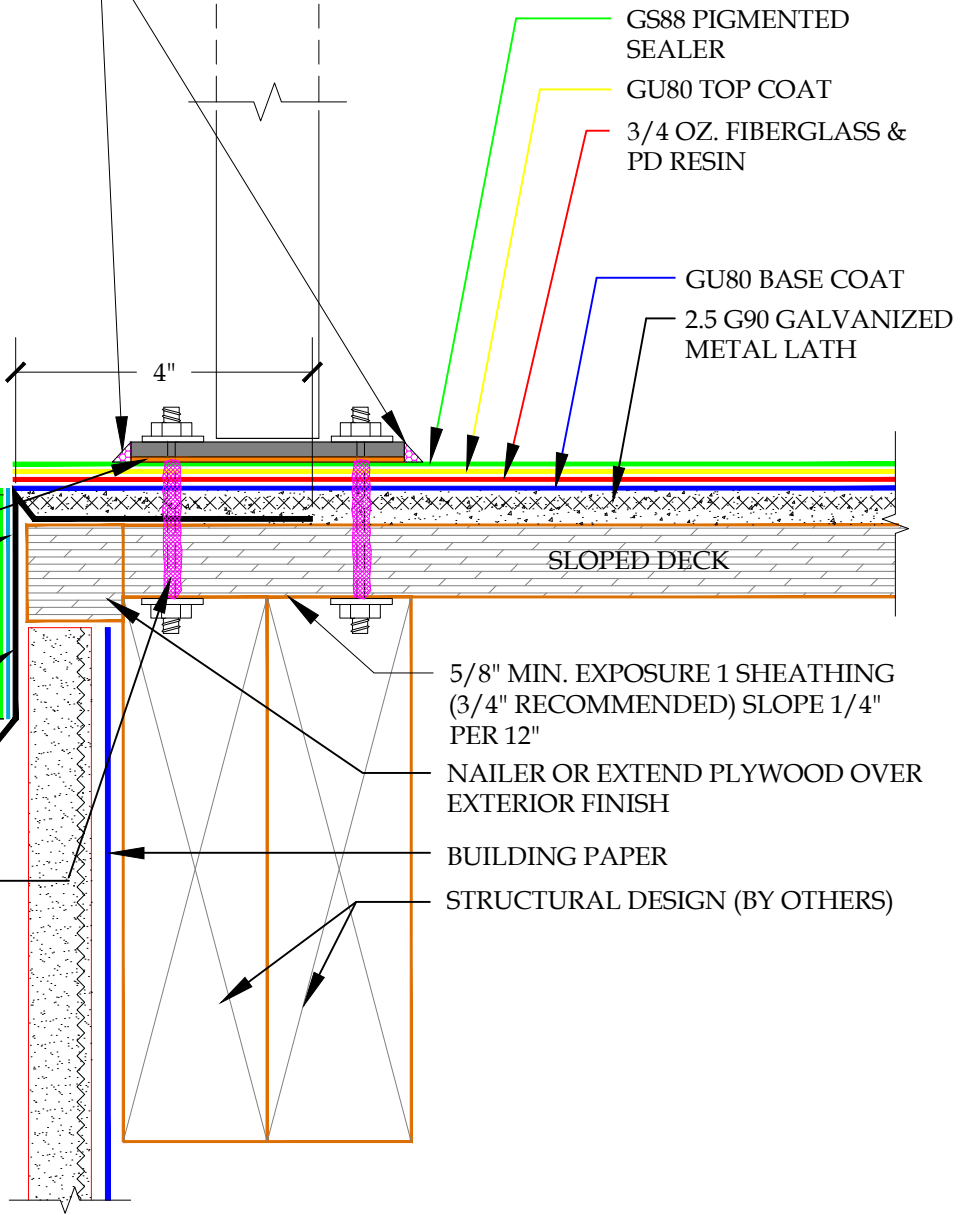 GS88 PIGMENTED
SEALER
GU80 TOP COAT
3/4 OZ. FIBERGLASS &
PD RESIN
GU80 BASE COAT
2.5 G90 GALVANIZED
METAL LATH
4"
SLOPED DECK
5/8" MIN. EXPOSURE 1 SHEATHING
(3/4" RECOMMENDED) SLOPE 1/4"
PER 12"
NAILER OR EXTEND PLYWOOD OVER
EXTERIOR FINISH
BUILDING PAPER
STRUCTURAL DESIGN (BY OTHERS)